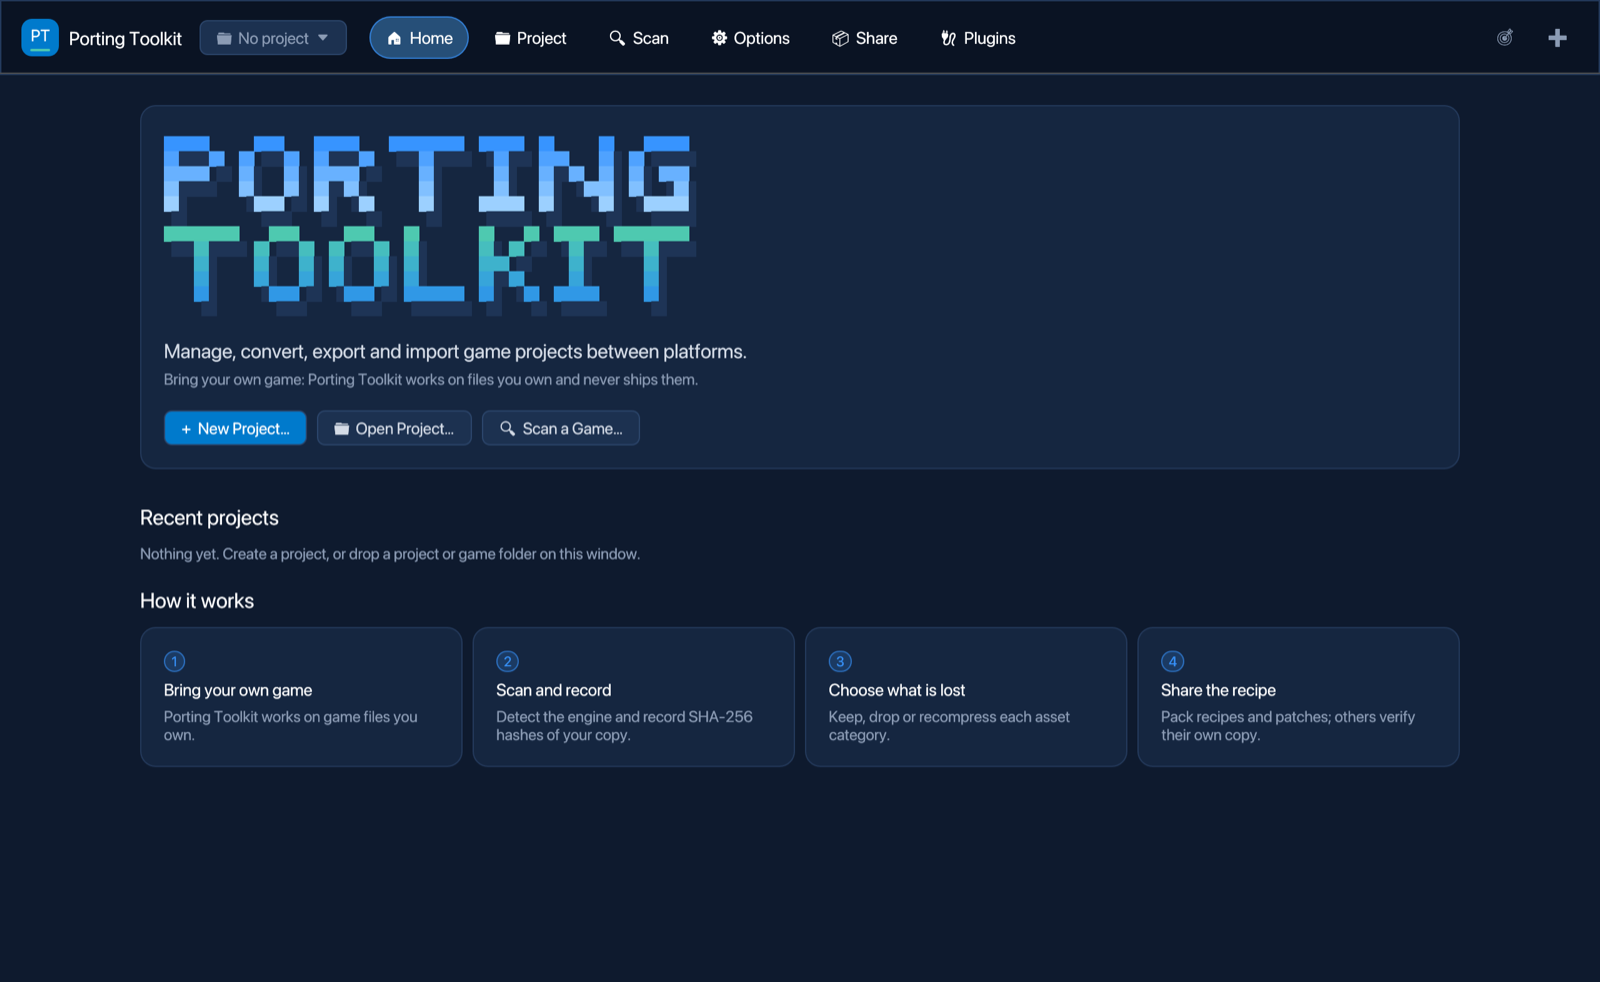 PT Porting Toolkit No project Home Project Scan Options Share Plugins
PORTING
TOOLKIT
Manage, convert, export and import game projects between platforms.
Bring your own game: Porting Toolkit works on files you own and never ships them.
+ New Project... Open Project... Scan a Game...
Recent projects
Nothing yet. Create a project, or drop a project or game folder on this window.
How it works
1
Bring your own game
Porting Toolkit works on game files you
own.
2
Scan and record
Detect the engine and record SHA-256
hashes of your copy.
3
Choose what is lost
Keep, drop or recompress each asset
category.
4
Share the recipe
Pack recipes and patches; others verify
their own copy.